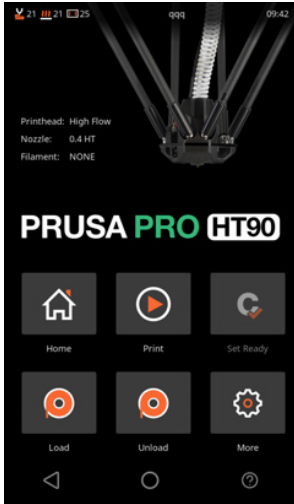 21 21 25 qqq 09:42
Printhead: High Flow
Nozzle: 0.4 HT
Filament: NONE
PRUSA PRO HT90
Home Print Set Ready
Load Unload More
?